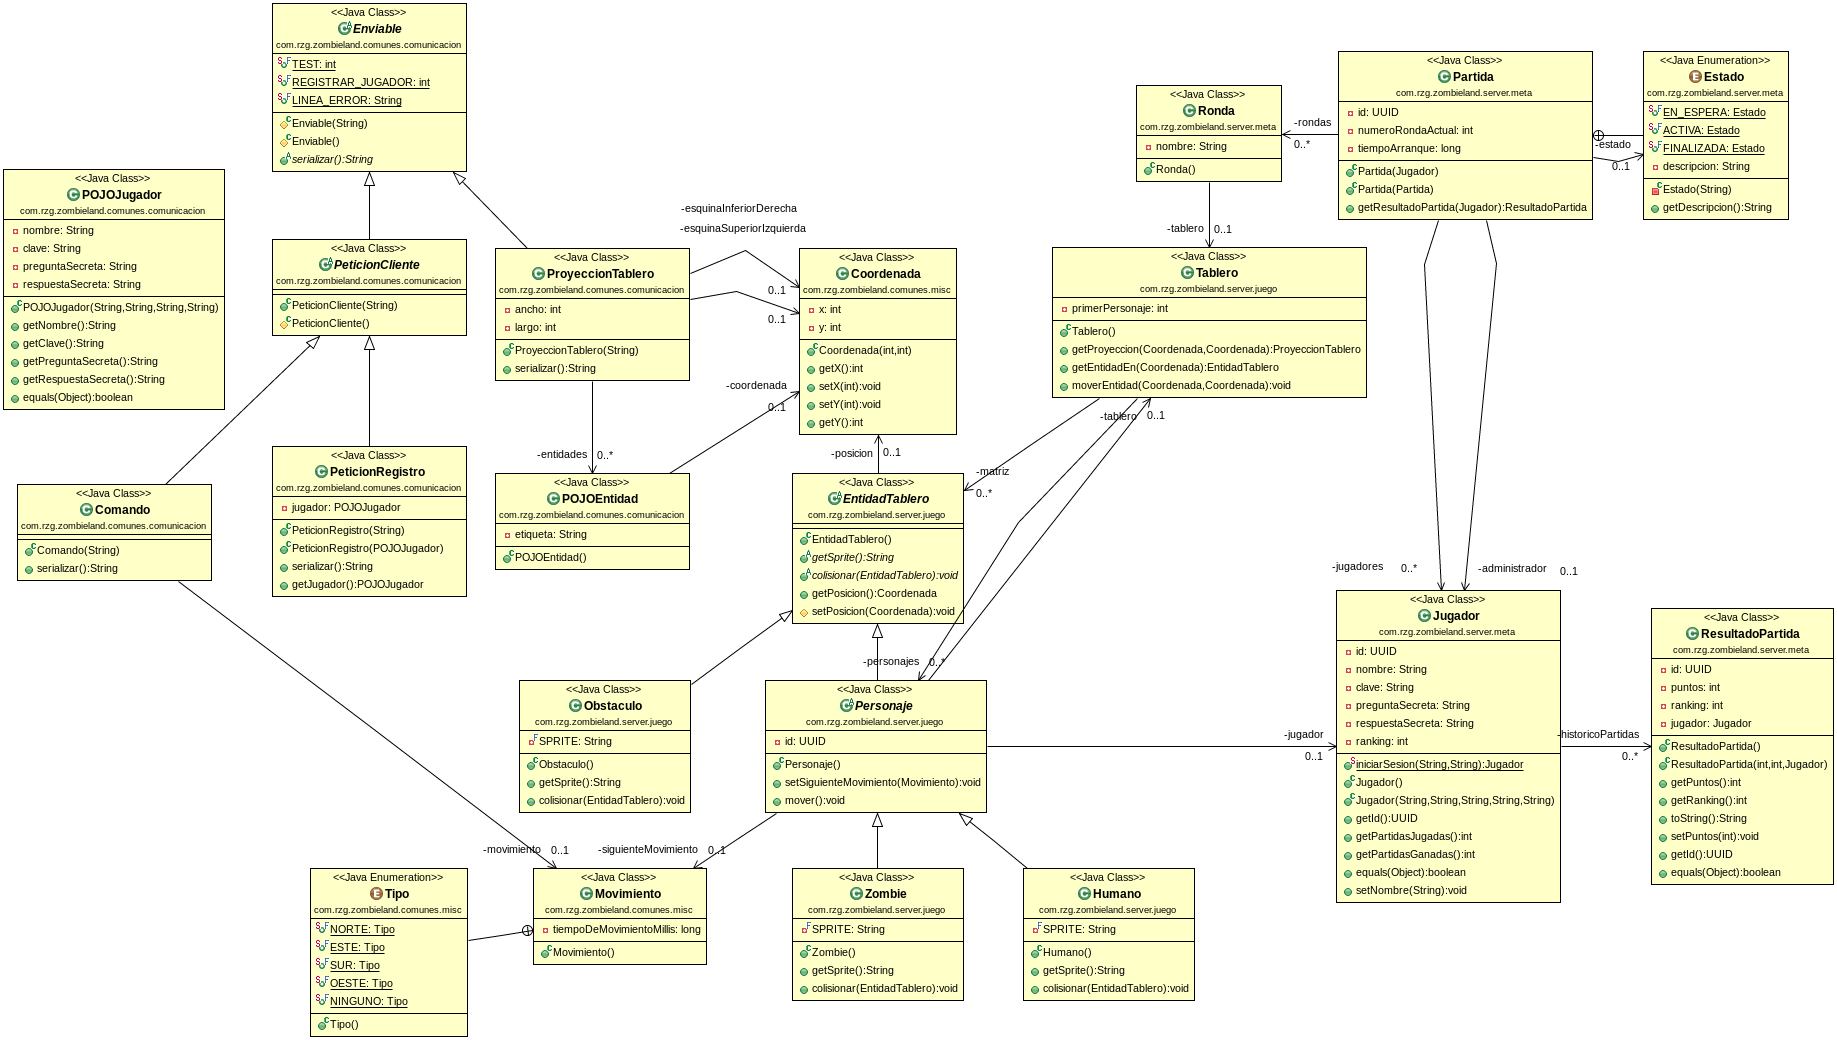 <<Java Class>>
Enviable
com.rzg.zombieland.comunes.comunicacion
TEST: int
REGISTRAR_JUGADOR: int
LINEA_ERROR: String
Enviable(String)
Enviable()
serializar():String
<<Java Class>>
POJOJugador
com.rzg.zombieland.comunes.comunicacion
nombre: String
clave: String
preguntaSecreta: String
respuestaSecreta: String
POJOJugador(String,String,String,String)
getNombre():String
getClave():String
getPreguntaSecreta():String
getRespuestaSecreta():String
equals(Object):boolean
<<Java Class>>
PeticionCliente
com.rzg.zombieland.comunes.comunicacion
PeticionCliente(String)
PeticionCliente()
<<Java Class>>
Comando
com.rzg.zombieland.comunes.comunicacion
Comando(String)
serializar():String
<<Java Class>>
PeticionRegistro
com.rzg.zombieland.comunes.comunicacion
jugador: POJOJugador
PeticionRegistro(String)
PeticionRegistro(POJOJugador)
serializar():String
getJugador():POJOJugador
<<Java Class>>
ProyeccionTablero
com.rzg.zombieland.comunes.comunicacion
ancho: int
largo: int
ProyeccionTablero(String)
serializar():String
-esquinaInferiorDerecha
-esquinaSuperiorIzquierda
0..1
0..1
<<Java Class>>
Coordenada
com.rzg.zombieland.comunes.misc
x: int
y: int
Coordenada(int,int)
getX():int
setX(int):void
setY(int):void
getY():int
-coordenada
0..1
-entidades
0..*
<<Java Class>>
POJOEntidad
com.rzg.zombieland.comunes.comunicacion
etiqueta: String
POJOEntidad()
-posicion
0..1
<<Java Class>>
EntidadTablero
com.rzg.zombieland.server.juego
EntidadTablero()
getSprite():String
colisionar(EntidadTablero):void
getPosicion():Coordenada
setPosicion(Coordenada):void
<<Java Class>>
Ronda
com.rzg.zombieland.server.meta
nombre: String
Ronda()
-rondas
0..*
<<Java Class>>
Partida
com.rzg.zombieland.server.meta
id: UUID
numeroRondaActual: int
tiempoArranque: long
Partida(Jugador)
Partida(Partida)
getResultadoPartida(Jugador):ResultadoPartida
-estado
0..1
<<Java Enumeration>>
Estado
com.rzg.zombieland.server.meta
EN_ESPERA: Estado
ACTIVA: Estado
FINALIZADA: Estado
descripcion: String
Estado(String)
getDescripcion():String
-tablero
0..1
<<Java Class>>
Tablero
com.rzg.zombieland.server.juego
primerPersonaje: int
Tablero()
getProyeccion(Coordenada,Coordenada):ProyeccionTablero
getEntidadEn(Coordenada):EntidadTablero
moverEntidad(Coordenada,Coordenada):void
-tablero
0..1
-matriz
0..*
-personajes
0..*
-jugadores
0..*
-administrador
0..1
<<Java Class>>
Obstaculo
com.rzg.zombieland.server.juego
SPRITE: String
Obstaculo()
getSprite():String
colisionar(EntidadTablero):void
<<Java Class>>
Personaje
com.rzg.zombieland.server.juego
id: UUID
Personaje()
setSiguienteMovimiento(Movimiento):void
mover():void
-jugador
0..1
<<Java Class>>
Jugador
com.rzg.zombieland.server.meta
id: UUID
nombre: String
clave: String
preguntaSecreta: String
respuestaSecreta: String
ranking: int
iniciarSesion(String,String):Jugador
Jugador()
Jugador(String,String,String,String,String)
getId():UUID
getPartidasJugadas():int
getPartidasGanadas():int
equals(Object):boolean
setNombre(String):void
-historicoPartidas
0..*
<<Java Class>>
ResultadoPartida
com.rzg.zombieland.server.meta
id: UUID
puntos: int
ranking: int
jugador: Jugador
ResultadoPartida()
ResultadoPartida(int,int,Jugador)
getPuntos():int
getRanking():int
toString():String
setPuntos(int):void
getId():UUID
equals(Object):boolean
-movimiento
0..1
-siguienteMovimiento
0..1
<<Java Enumeration>>
Tipo
com.rzg.zombieland.comunes.misc
NORTE: Tipo
ESTE: Tipo
SUR: Tipo
OESTE: Tipo
NINGUNO: Tipo
Tipo()
<<Java Class>>
Movimiento
com.rzg.zombieland.comunes.misc
tiempoDeMovimientoMillis: long
Movimiento()
<<Java Class>>
Zombie
com.rzg.zombieland.server.juego
SPRITE: String
Zombie()
getSprite():String
colisionar(EntidadTablero):void
<<Java Class>>
Humano
com.rzg.zombieland.server.juego
SPRITE: String
Humano()
getSprite():String
colisionar(EntidadTablero):void